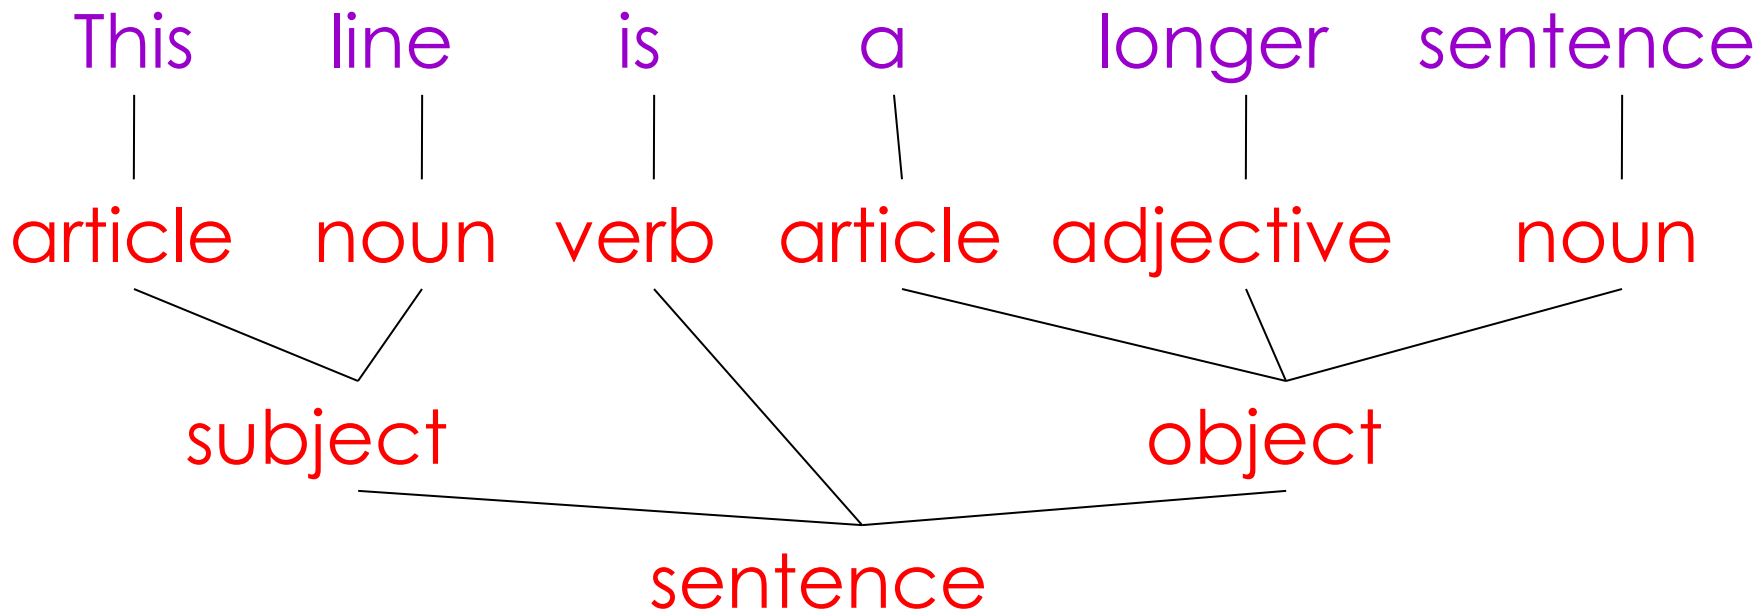 This line is a longer sentence
article noun verb article adjective noun
subject object
sentence